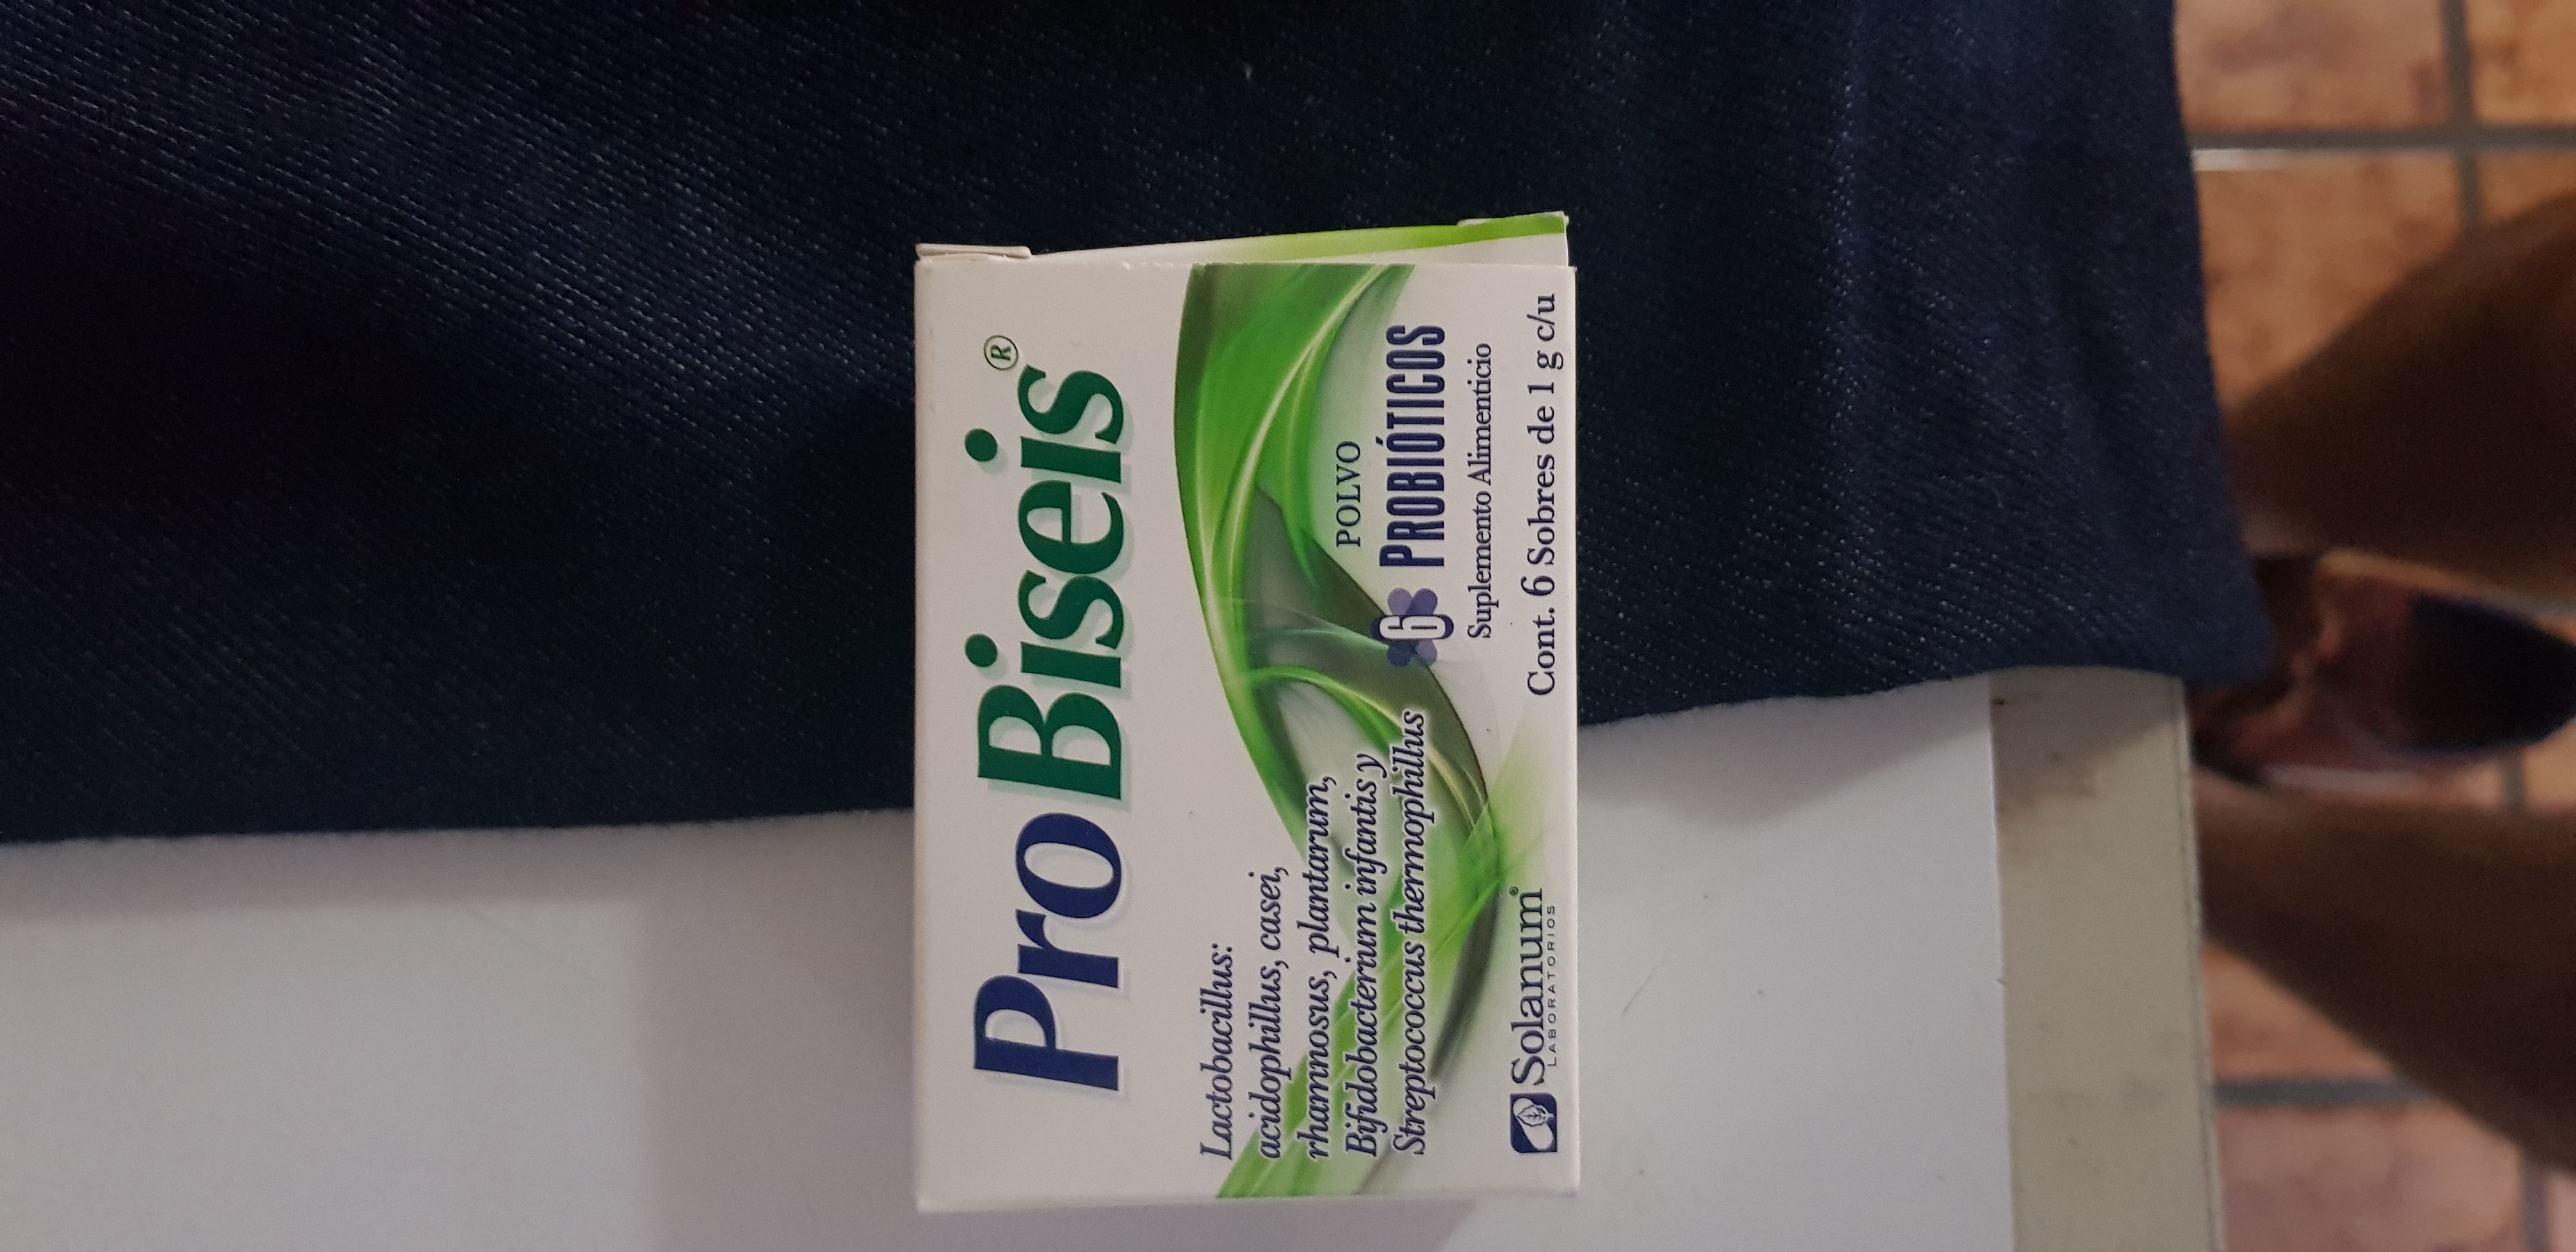 ProBiseis®
Lactobacillus:
acidophillus, casei,
rhamnosus, plantarum,
Bifidobacterium infantis y
Streptococcus thermophillus
POLVO
6 PROBIÓTICOS
Suplemento Alimenticio
Solanum®
LABORATORIOS
Cont. 6 Sobres de 1 g c/u